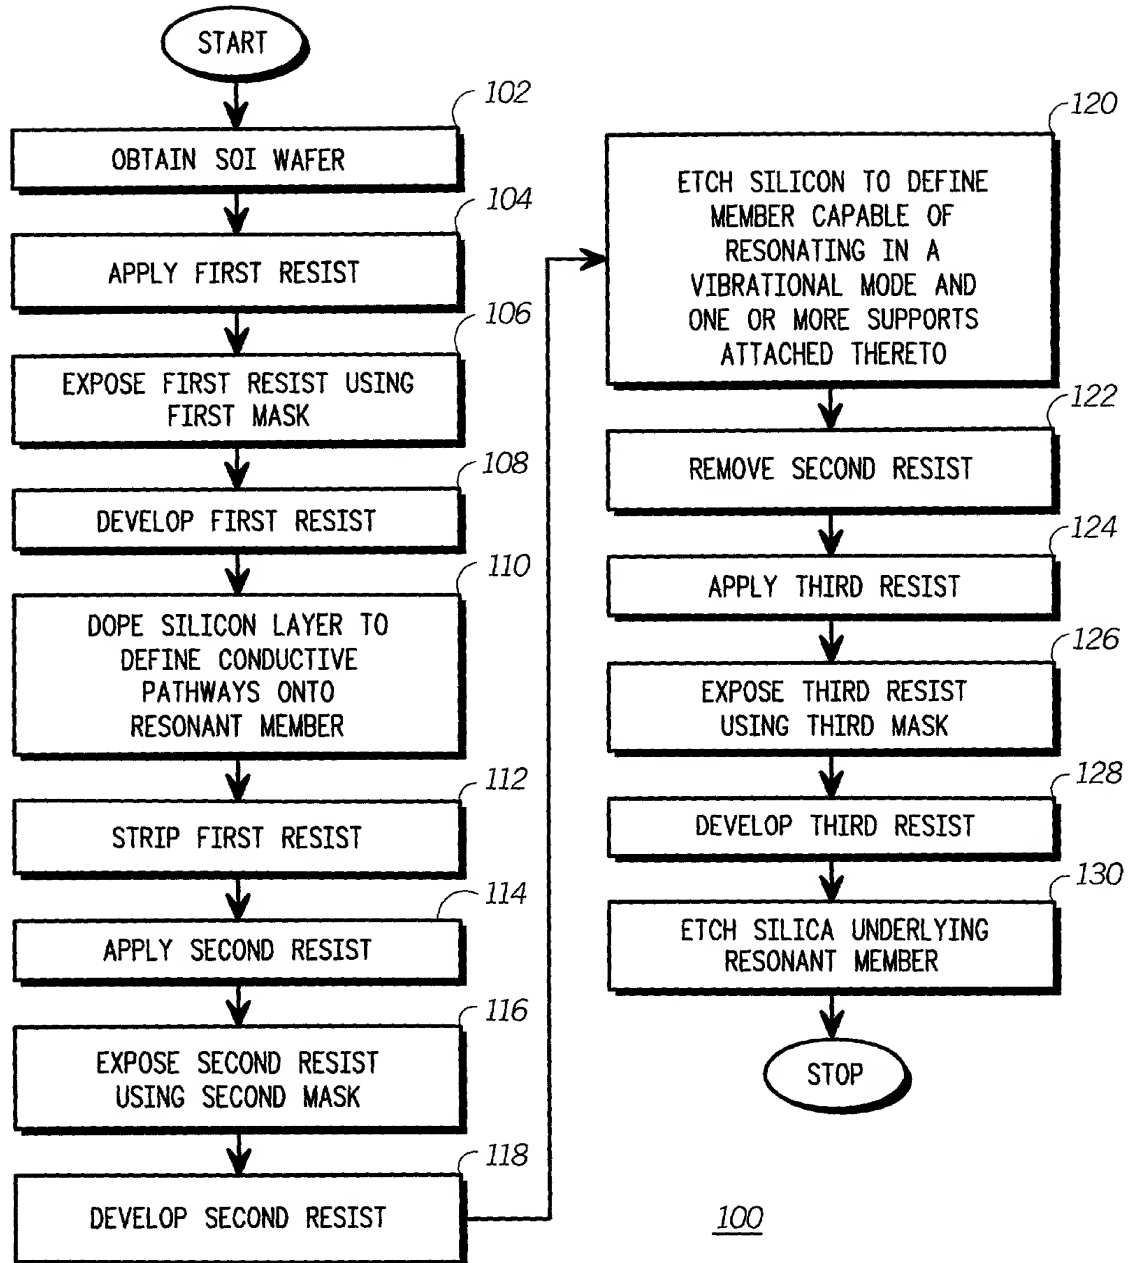 START
102
OBTAIN SOI WAFER
104
APPLY FIRST RESIST
106
EXPOSE FIRST RESIST USING
FIRST MASK
108
DEVELOP FIRST RESIST
110
DOPE SILICON LAYER TO
DEFINE CONDUCTIVE
PATHWAYS ONTO
RESONANT MEMBER
112
STRIP FIRST RESIST
114
APPLY SECOND RESIST
116
EXPOSE SECOND RESIST
USING SECOND MASK
118
DEVELOP SECOND RESIST
120
ETCH SILICON TO DEFINE
MEMBER CAPABLE OF
RESONATING IN A
VIBRATIONAL MODE AND
ONE OR MORE SUPPORTS
ATTACHED THERETO
122
REMOVE SECOND RESIST
124
APPLY THIRD RESIST
126
EXPOSE THIRD RESIST
USING THIRD MASK
128
DEVELOP THIRD RESIST
130
ETCH SILICA UNDERLYING
RESONANT MEMBER
STOP
100